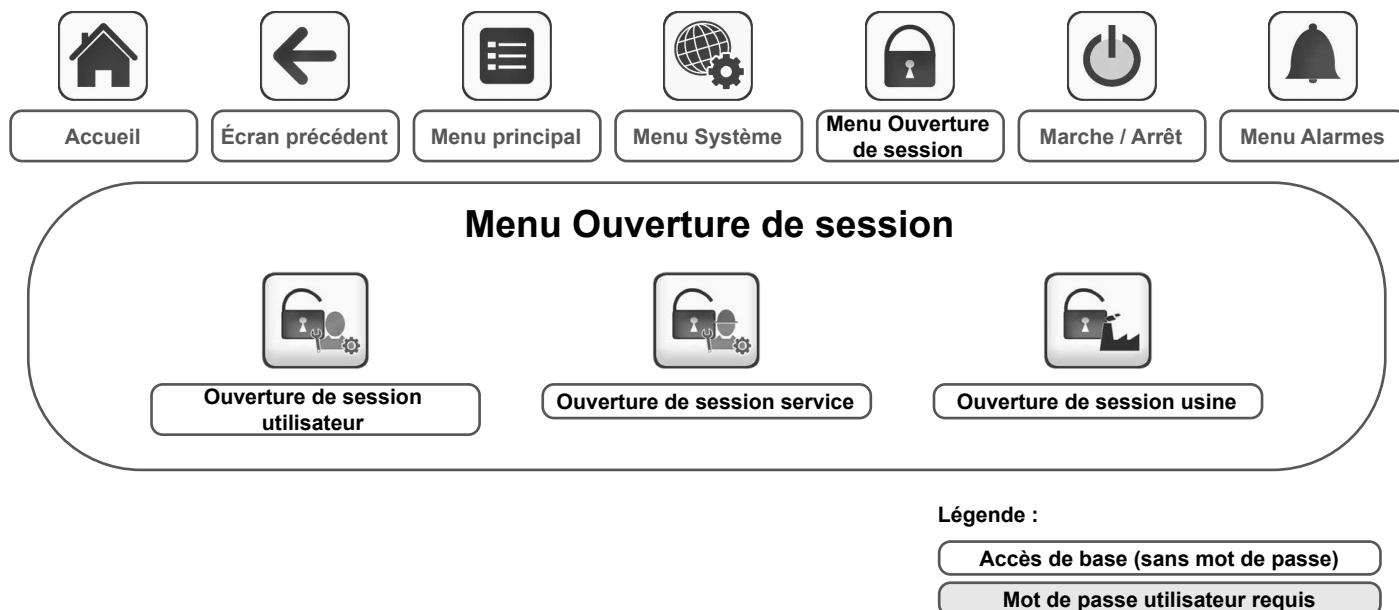 Accueil
Écran précédent
Menu principal
Menu Système
Menu Ouverture
de session
Marche / Arrêt
Menu Alarmes
Menu Ouverture de session
Ouverture de session
utilisateur
Ouverture de session service
Ouverture de session usine
Légende :
Accès de base (sans mot de passe)
Mot de passe utilisateur requis